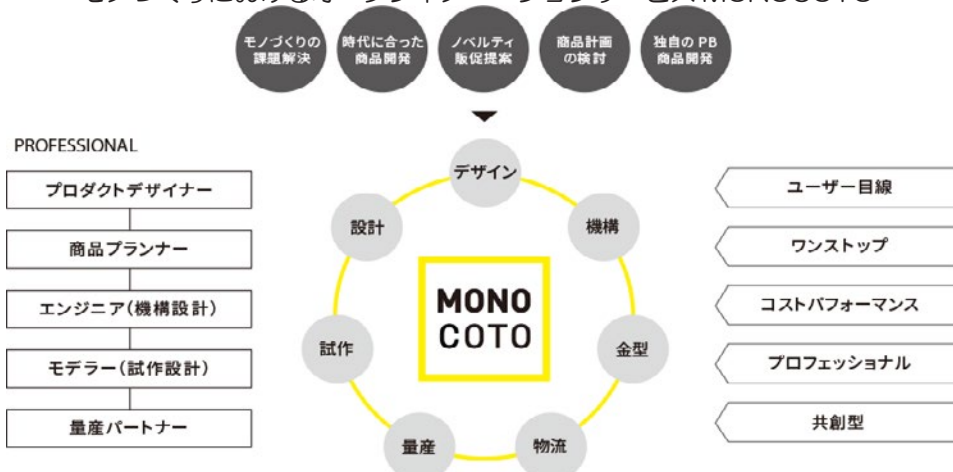 モノづくりの
課題解決
時代に合った
商品開発
ノベルティ
販促提案
商品計画
の検討
独自の PB
商品開発
PROFESSIONAL
プロダクトデザイナー
商品プランナー
エンジニア(機構設計)
モデラー(試作設計)
量産パートナー
デザイン
設計
機構
MONO
COTO
試作
金型
量産
物流
ユーザー目線
ワンストップ
コストパフォーマンス
プロフェッショナル
共創型